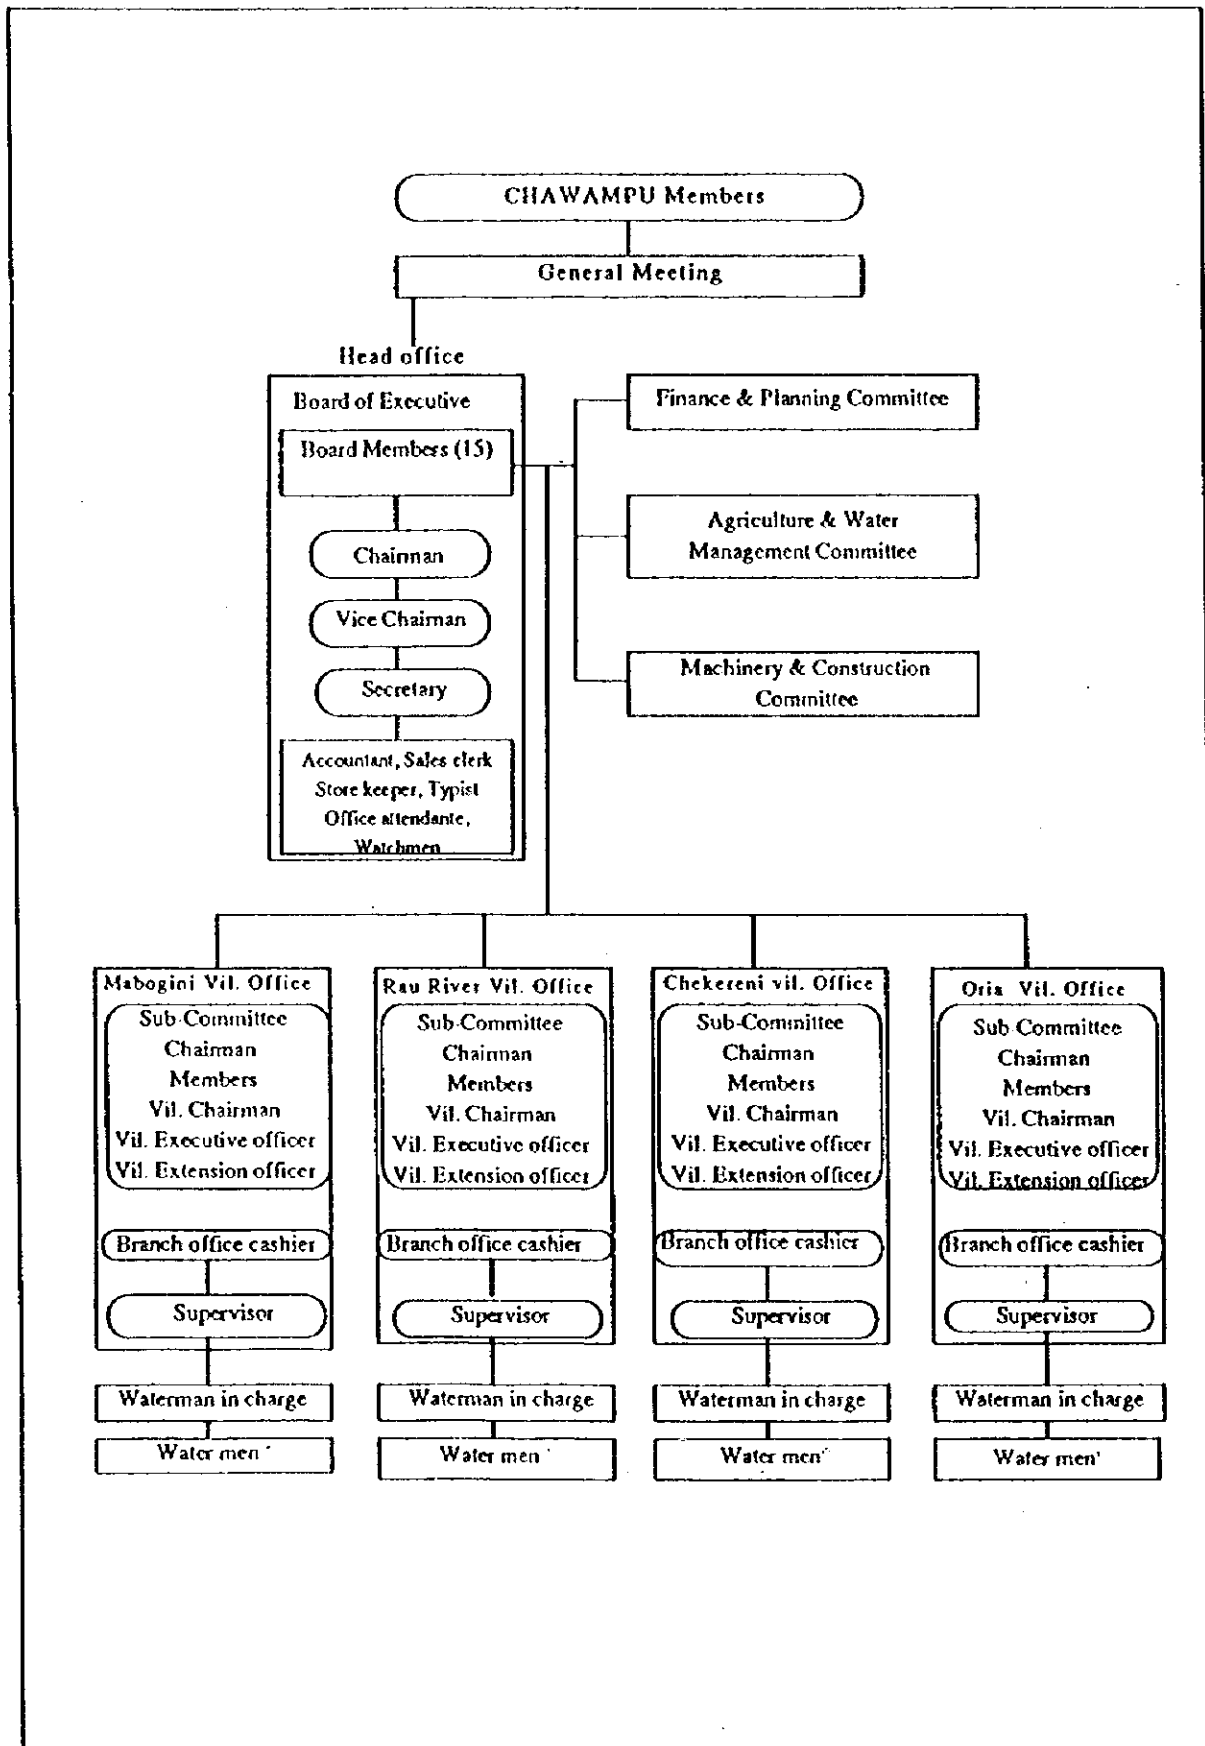 CHAWAMPU Members
General Meeting
Head office
Board of Executive
Board Members (15)
Chairman
Vice Chaiman
Secretary
Accountant, Sales clerk
Store keeper, Typist
Office attendante,
Watchmen
Finance & Planning Committee
Agriculture & Water
Management Committee
Machinery & Construction
Committee
Mabogini Vil. Office
Sub-Committee
Chairman
Members
Vil. Chairman
Vil. Executive officer
Vil. Extension officer
Branch office cashier
Supervisor
Waterman in charge
Water men
Rau River Vil. Office
Sub-Committee
Chairman
Members
Vil. Chairman
Vil. Executive officer
Vil. Extension officer
Branch office cashier
Supervisor
Waterman in charge
Water men
Chekereni vil. Office
Sub-Committee
Chairman
Members
Vil. Chairman
Vil. Executive officer
Vil. Extension officer
Branch office cashier
Supervisor
Waterman in charge
Water men
Oria Vil. Office
Sub Committee
Chairman
Members
Vil. Chairman
Vil. Executive officer
Vil. Extension officer
Branch office cashier
Supervisor
Waterman in charge
Water men